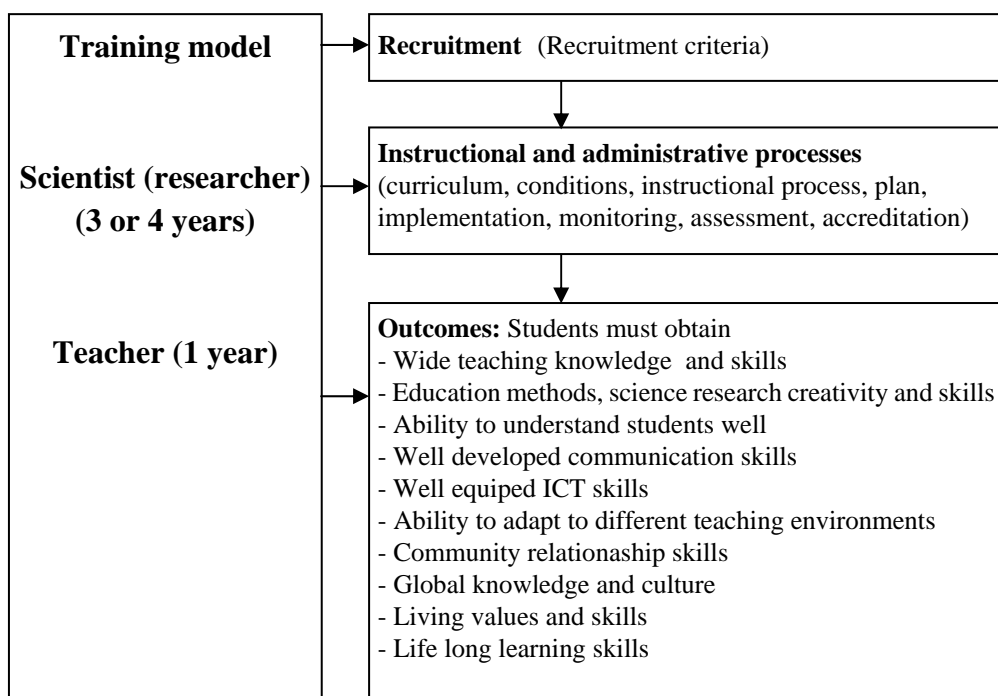 Training model
Scientist (researcher)
(3 or 4 years)
Teacher (1 year)
Recruitment (Recruitment criteria)
Instructional and administrative processes
(curriculum, conditions, instructional process, plan,
implementation, monitoring, assessment, accreditation)
Outcomes: Students must obtain
- Wide teaching knowledge and skills
- Education methods, science research creativity and skills
- Ability to understand students well
- Well developed communication skills
- Well equiped ICT skills
- Ability to adapt to different teaching environments
- Community relationaship skills
- Global knowledge and culture
- Living values and skills
- Life long learning skills